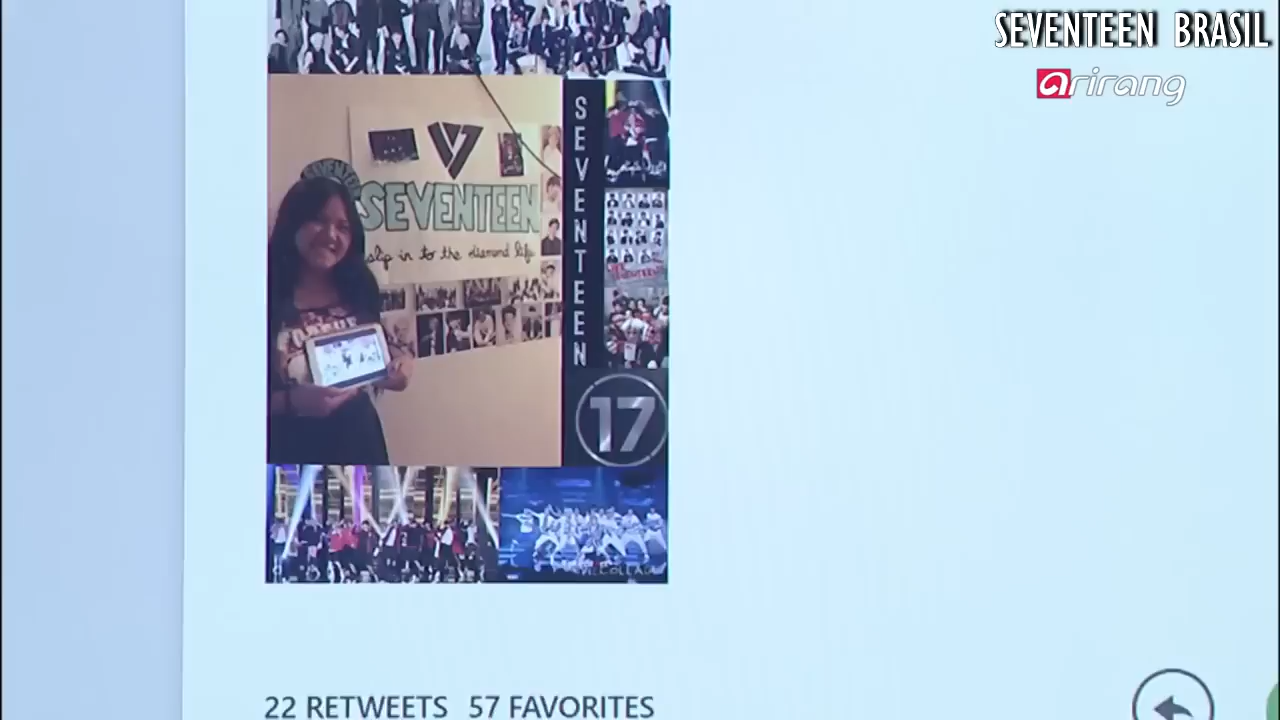 SEVENTEEN BRASIL
arirang
SEVENTEEN
SEVENTEEN
slip in to the diamond life
17
22 RETWEETS 57 FAVORITES